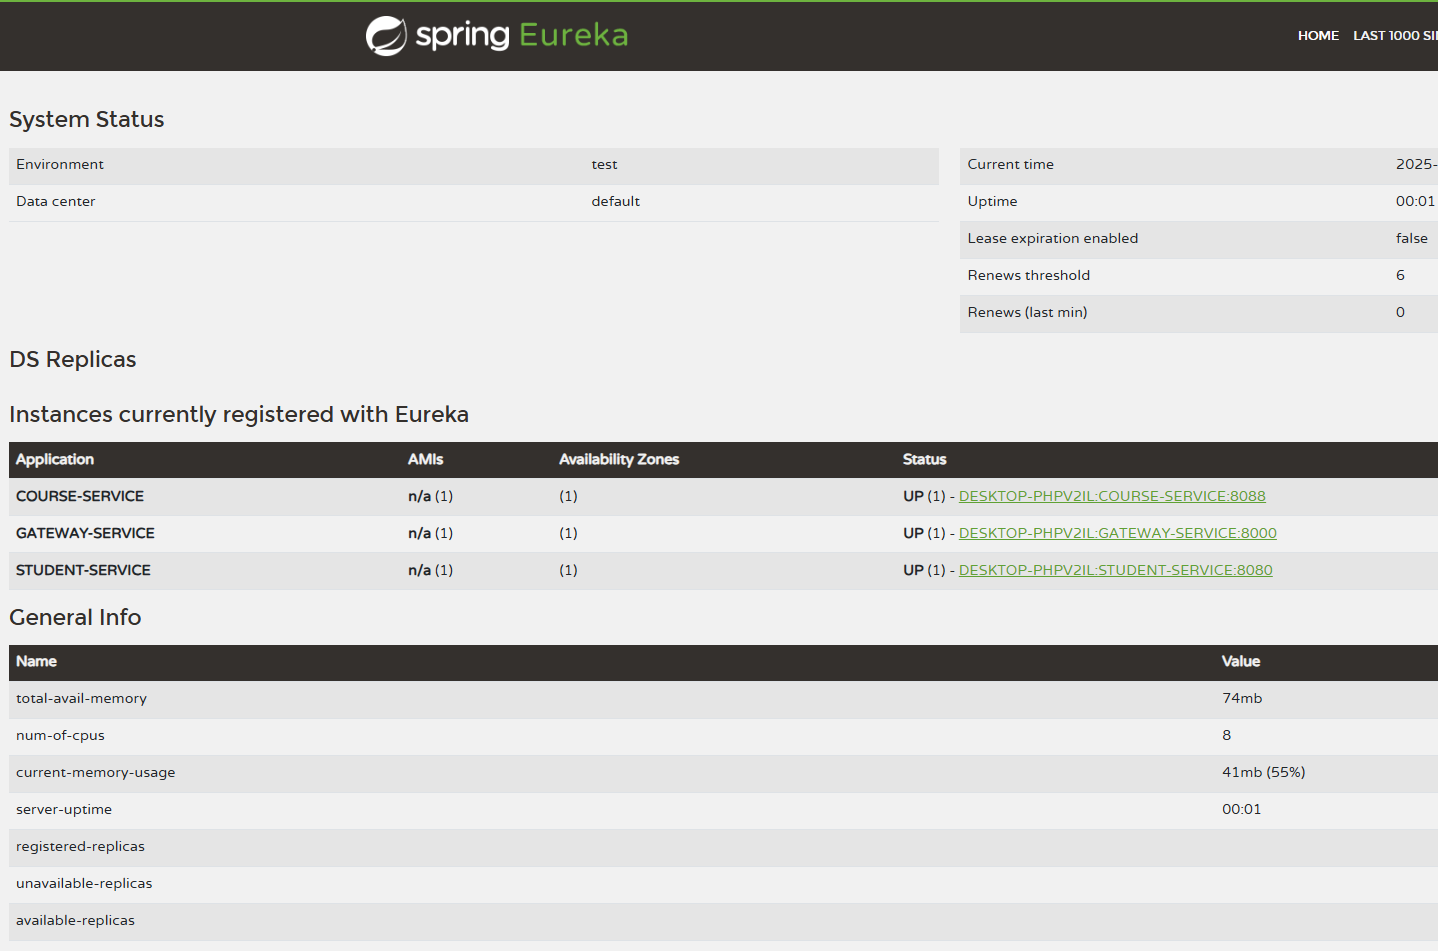 spring Eureka
HOME LAST 1000 SI
System Status
Environment test
Data center default
Current time 2025-
Uptime 00:01
Lease expiration enabled false
Renews threshold 6
Renews (last min) 0
DS Replicas
Instances currently registered with Eureka
Application AMIs Availability Zones Status
COURSE-SERVICE n/a (1) (1) UP (1) - DESKTOP-PHPV2IL:COURSE-SERVICE:8088
GATEWAY-SERVICE n/a (1) (1) UP (1) - DESKTOP-PHPV2IL:GATEWAY-SERVICE:8000
STUDENT-SERVICE n/a (1) (1) UP (1) - DESKTOP-PHPV2IL:STUDENT-SERVICE:8080
General Info
Name Value
total-avail-memory 74mb
num-of-cpus 8
current-memory-usage 41mb (55%)
server-uptime 00:01
registered-replicas
unavailable-replicas
available-replicas